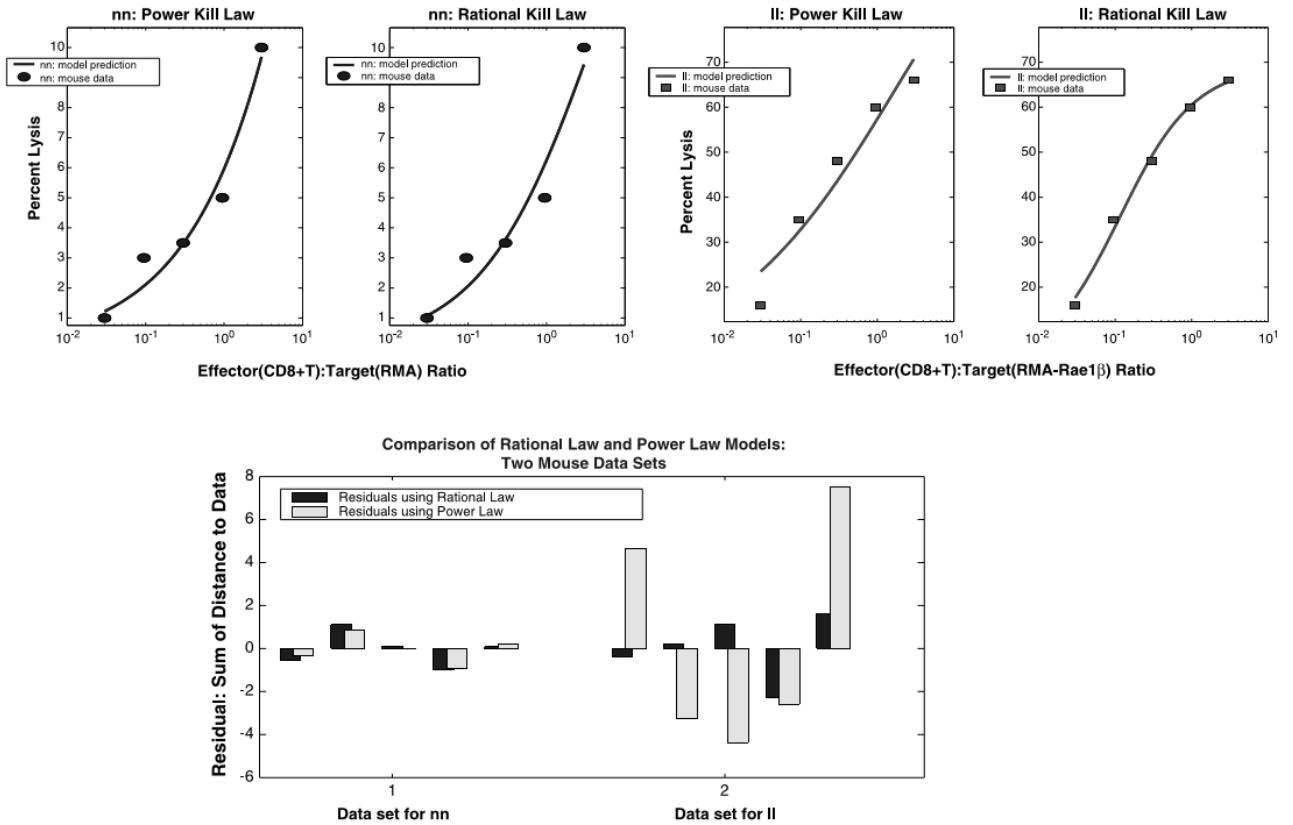 nn: Power Kill Law
nn: model prediction
nn: mouse data
Percent Lysis
10
9
8
7
6
5
4
3
2
1
10-2
10-1
100
101
nn: Rational Kill Law
nn: model prediction
nn: mouse data
10
9
8
7
6
5
4
3
2
1
10-2
10-1
100
101
Effector(CD8+T):Target(RMA) Ratio
ll: Power Kill Law
ll: model prediction
ll: mouse data
Percent Lysis
70
60
50
40
30
20
10-2
10-1
100
101
ll: Rational Kill Law
ll: model prediction
ll: mouse data
70
60
50
40
30
20
10-2
10-1
100
101
Effector(CD8+T):Target(RMA-Rae1β) Ratio
Comparison of Rational Law and Power Law Models:
Two Mouse Data Sets
Residuals using Rational Law
Residuals using Power Law
Residual: Sum of Distance to Data
8
6
4
2
0
-2
-4
-6
1
2
Data set for nn
Data set for ll